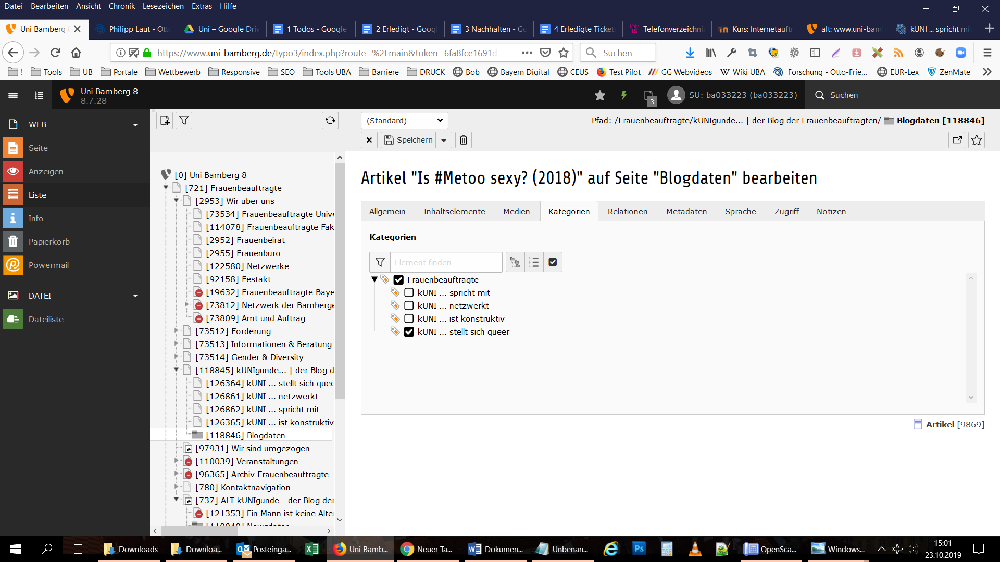 Datei Bearbeiten Ansicht Chronik Lesezeichen Extras Hilfe
Uni Bamberg 8 Philipp Laut - Otto Uni – Google Driv 1 Todos - Google 2 Erledigt - Googl 3 Nachhalten - Go 4 Erledigte Tickets Telefonverzeichnis Kurs: Internetauftr alt: www.uni-bam kUNI ... spricht mit
https://www.uni-bamberg.de/typo3/index.php?route=%2Fmain&token=6fa8fce1691d Suchen
! Tools UB Portale Wettbewerb Responsive SEO Tools UBA Barriere DRUCK Bob Bayern Digital CEUS Test Pilot GG Webvideos Wiki UBA Forschung - Otto-Frie... EUR-Lex ZenMate
Uni Bamberg 8
8.7.28
3
SU: ba033223 (ba033223)
Suchen
WEB
Seite
Anzeigen
Liste
Info
Papierkorb
Powermail
DATEI
Dateiliste
[0] Uni Bamberg 8
[721] Frauenbeauftragte
[2953] Wir über uns
[73534] Frauenbeauftragte Unive
[114078] Frauenbeauftragte Fak
[2952] Frauenbeirat
[2955] Frauenbüro
[122580] Netzwerke
[92158] Festakt
[19632] Frauenbeauftragte Baye
[73812] Netzwerk der Bamberge
[73809] Amt und Auftrag
[73512] Förderung
[73513] Informationen & Beratung
[73514] Gender & Diversity
[118845] kUNIgunde... | der Blog d
[126364] kUNI ... stellt sich quee
[126861] kUNI ... netzwerkt
[126862] kUNI ... spricht mit
[126365] kUNI ... ist konstruktiv
[118846] Blogdaten
[97931] Wir sind umgezogen
[110039] Veranstaltungen
[96365] Archiv Frauenbeauftragte
[780] Kontaktnavigation
[737] ALT kUNIgunde - der Blog der
[121353] Ein Mann ist keine Alter
(Standard)
Pfad: /Frauenbeauftragte/kUNIgunde... | der Blog der Frauenbeauftragten/ Blogdaten [118846]
Speichern
Artikel "Is #Metoo sexy? (2018)" auf Seite "Blogdaten" bearbeiten
Allgemein Inhaltselemente Medien Kategorien Relationen Metadaten Sprache Zugriff Notizen
Kategorien
Element finden
Frauenbeauftragte
kUNI ... spricht mit
kUNI ... netzwerkt
kUNI ... ist konstruktiv
kUNI ... stellt sich queer
Artikel [9869]
Downloads Downloa... Posteinga... Uni Bamb... Neuer Ta... Dokumen... Unbenan... OpenSca... Windows...
15:01
23.10.2019